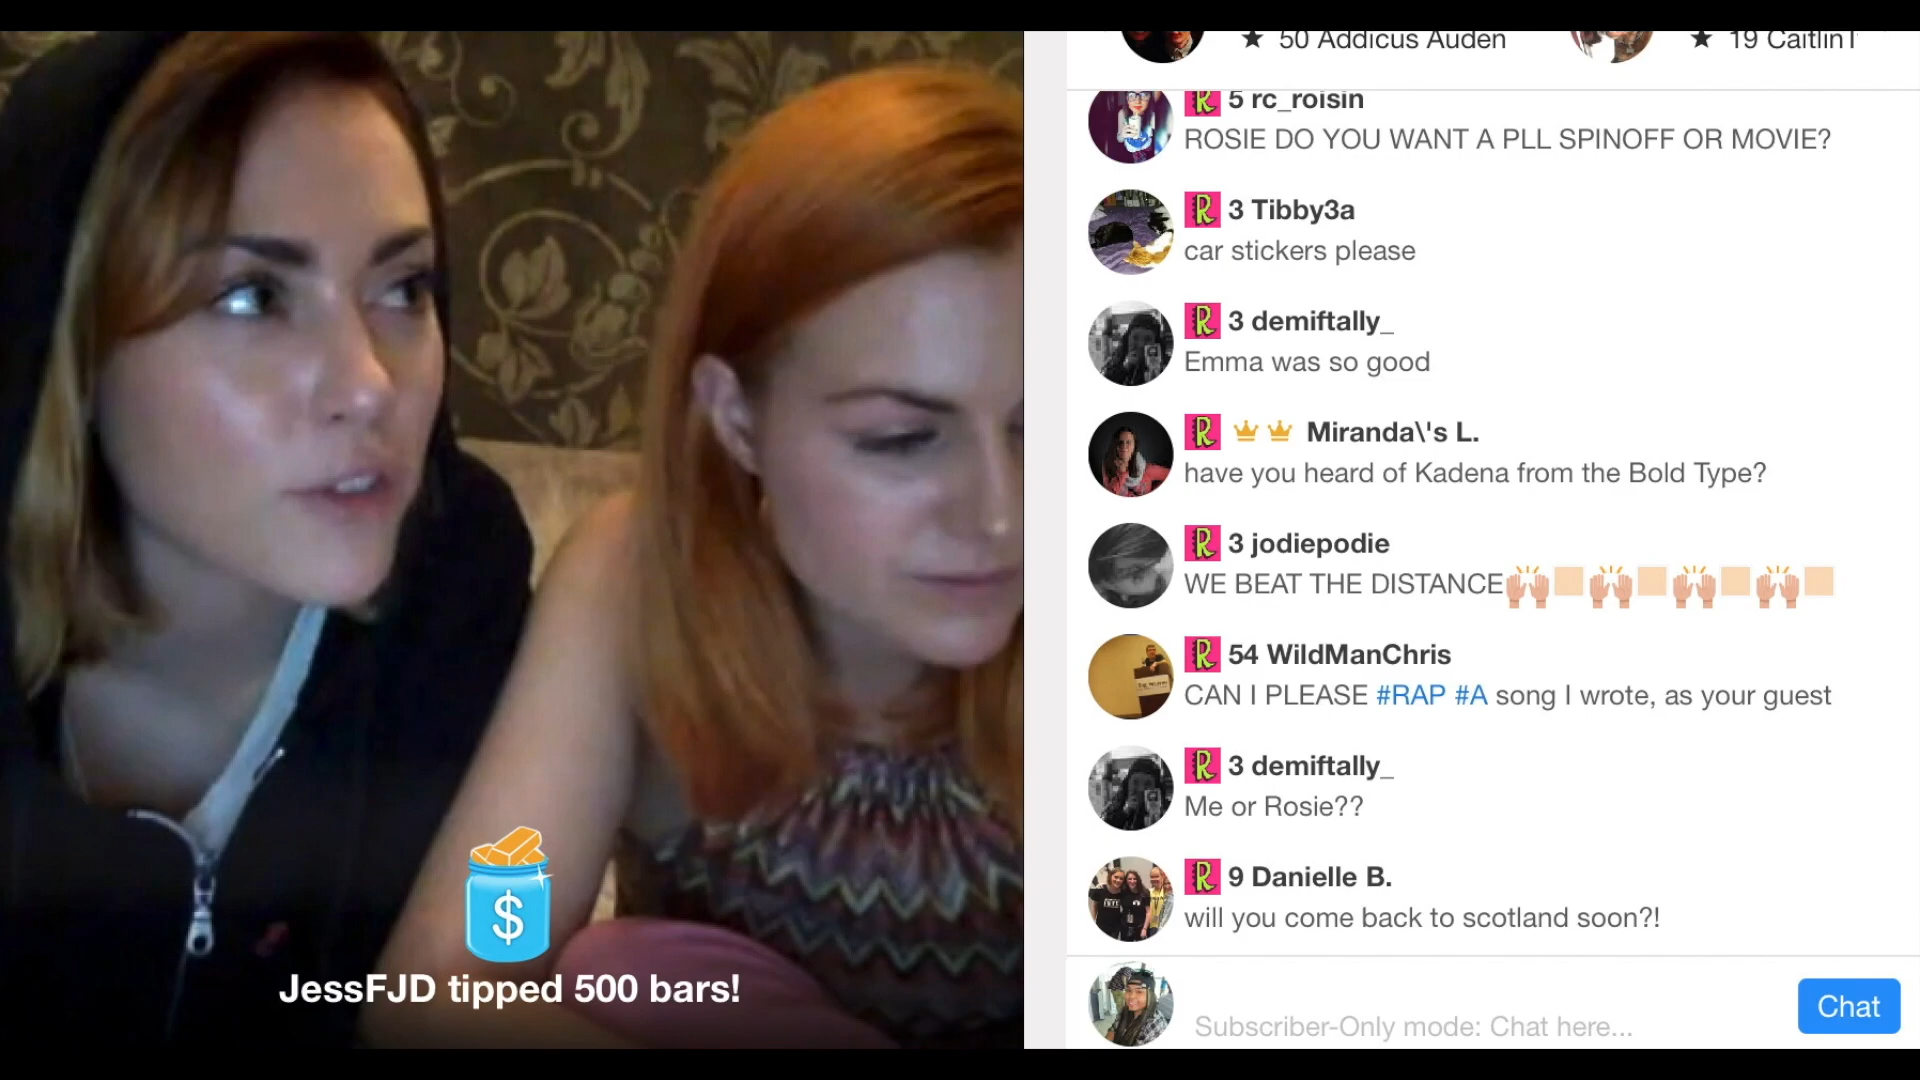 ★ 50 Addicus Auden
★ 19 Caitlin
R 5 rc_roisin
ROSIE DO YOU WANT A PLL SPINOFF OR MOVIE?
R 3 Tibby3a
car stickers please
R 3 demiftally_
Emma was so good
R Miranda\'s L.
have you heard of Kadena from the Bold Type?
R 3 jodiepodie
WE BEAT THE DISTANCE
R 54 WildManChris
CAN I PLEASE #RAP #A song I wrote, as your guest
R 3 demiftally_
Me or Rosie??
R 9 Danielle B.
will you come back to scotland soon?!
Subscriber-Only mode: Chat here...
Chat
$
JessFJD tipped 500 bars!